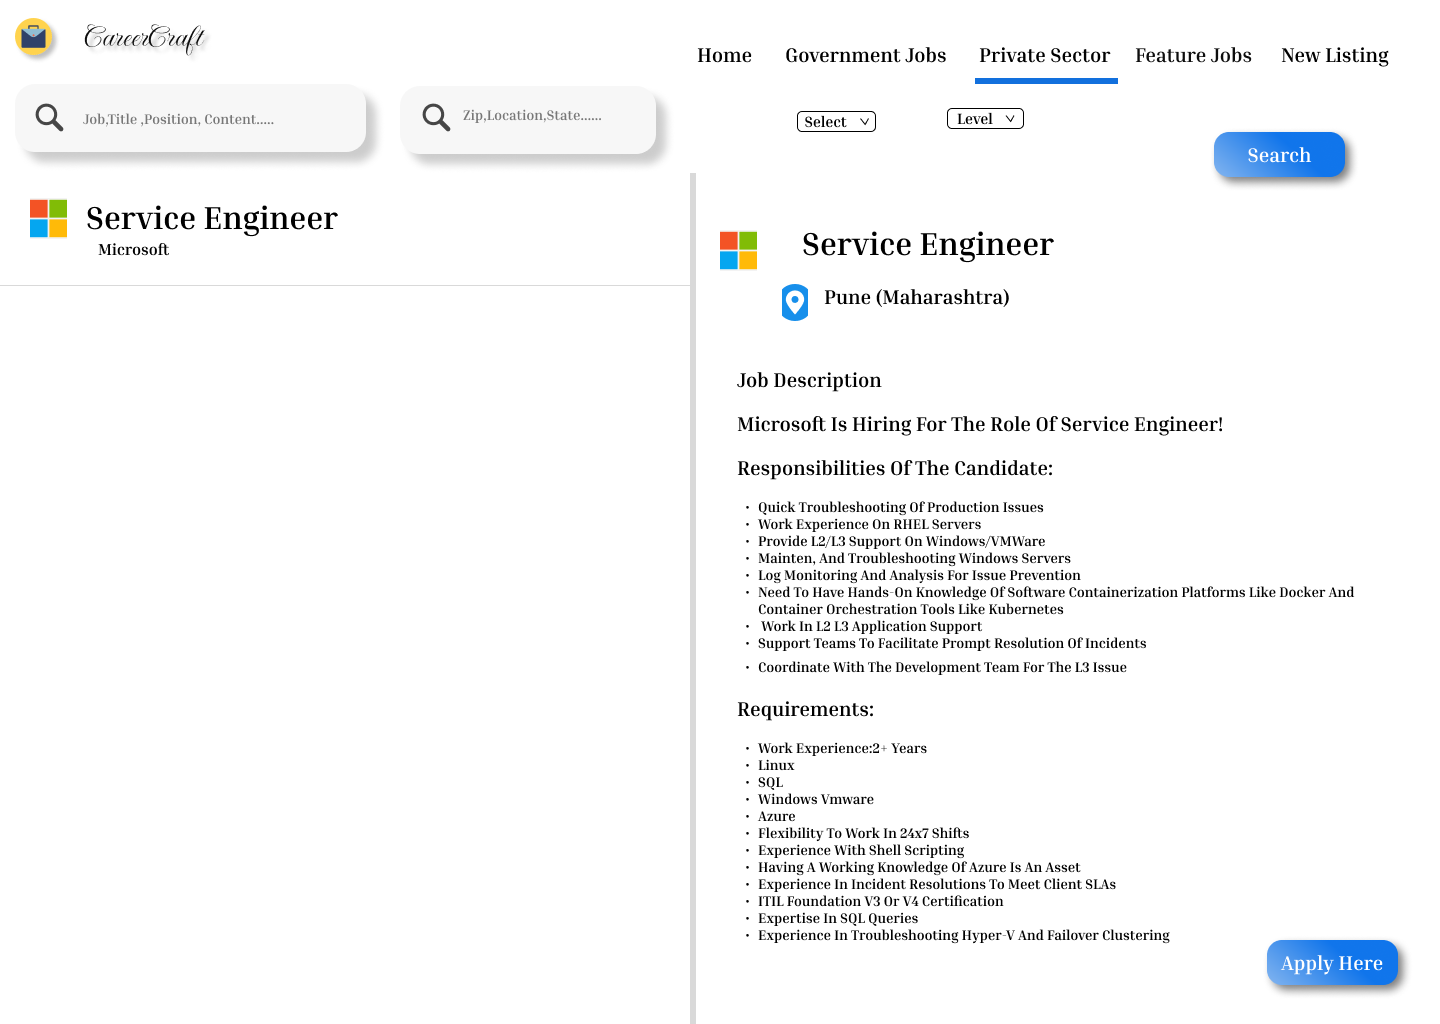 CareerCraft
Home Government Jobs Private Sector Feature Jobs New Listing
Job,Title ,Position, Content.....
Zip,Location,State......
Select
Level
Search
Service Engineer
Microsoft
Service Engineer
Pune (Maharashtra)
Job Description
Microsoft Is Hiring For The Role Of Service Engineer!
Responsibilities Of The Candidate:
• Quick Troubleshooting Of Production Issues
• Work Experience On RHEL Servers
• Provide L2/L3 Support On Windows/VMWare
• Mainten, And Troubleshooting Windows Servers
• Log Monitoring And Analysis For Issue Prevention
• Need To Have Hands-On Knowledge Of Software Containerization Platforms Like Docker And
Container Orchestration Tools Like Kubernetes
• Work In L2 L3 Application Support
• Support Teams To Facilitate Prompt Resolution Of Incidents
• Coordinate With The Development Team For The L3 Issue
Requirements:
• Work Experience:2+ Years
• Linux
• SQL
• Windows Vmware
• Azure
• Flexibility To Work In 24x7 Shifts
• Experience With Shell Scripting
• Having A Working Knowledge Of Azure Is An Asset
• Experience In Incident Resolutions To Meet Client SLAs
• ITIL Foundation V3 Or V4 Certification
• Expertise In SQL Queries
• Experience In Troubleshooting Hyper-V And Failover Clustering
Apply Here